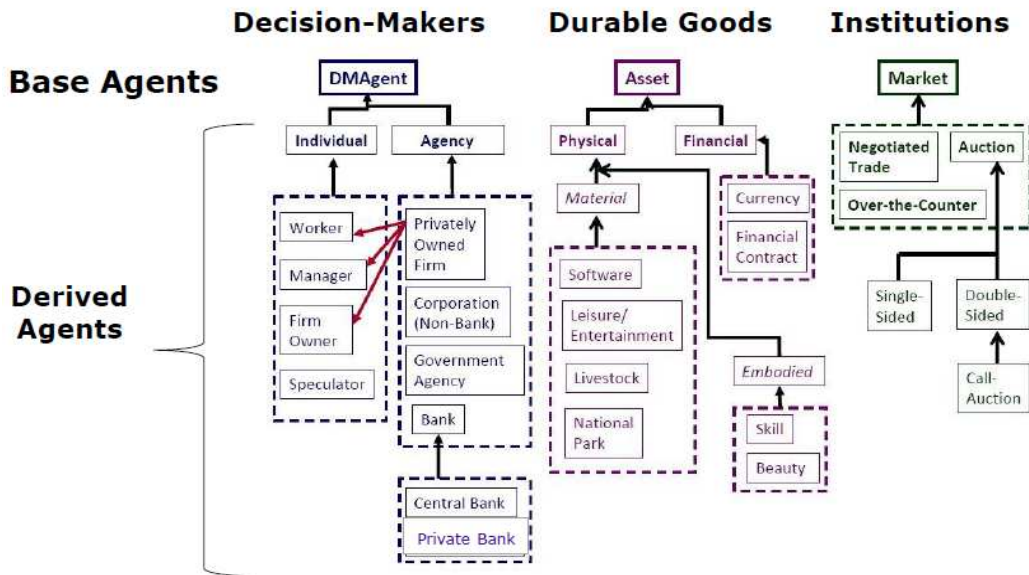 Decision-Makers
Durable Goods
Institutions
Base Agents
DMAgent
Asset
Market
Individual
Agency
Physical
Financial
Negotiated
Trade
Auction
Over-the-Counter
Material
Currency
Financial
Contract
Worker
Manager
Firm
Owner
Speculator
Privately
Owned
Firm
Corporation
(Non-Bank)
Government
Agency
Bank
Central Bank
Private Bank
Derived
Agents
Software
Leisure/
Entertainment
Livestock
National
Park
Embodied
Skill
Beauty
Single-
Sided
Double-
Sided
Call-
Auction